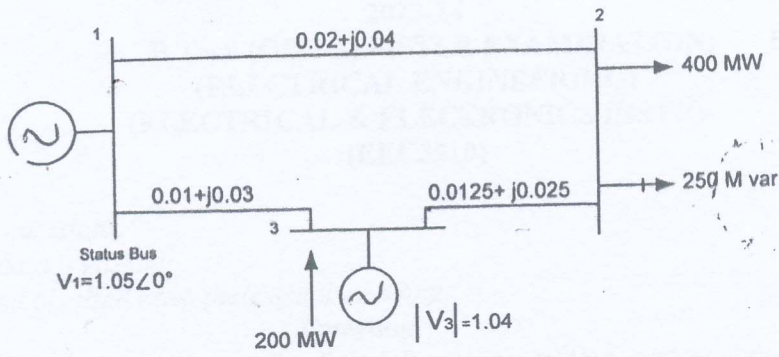 1
2
0.02+j0.04
400 MW
250 M var
0.01+j0.03
0.0125+ j0.025
3
Status Bus
V1=1.05∠0°
|V3|=1.04
200 MW